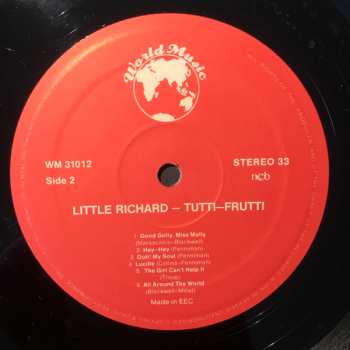 World Music
WM 31012
STEREO 33
Side 2
ncb
LITTLE RICHARD — TUTTI—FRUTTI
1 Good Golly, Miss Molly
(Marsacalco-Blackwell)
2 Hey-Hey (Penniman)
3 Ooh! My Soul (Penniman)
4 Lucille (Collins-Penniman)
5 The Girl Can't Help It
(Troup)
6 All Around The World
(Blackwell-Millet)
Made in EEC